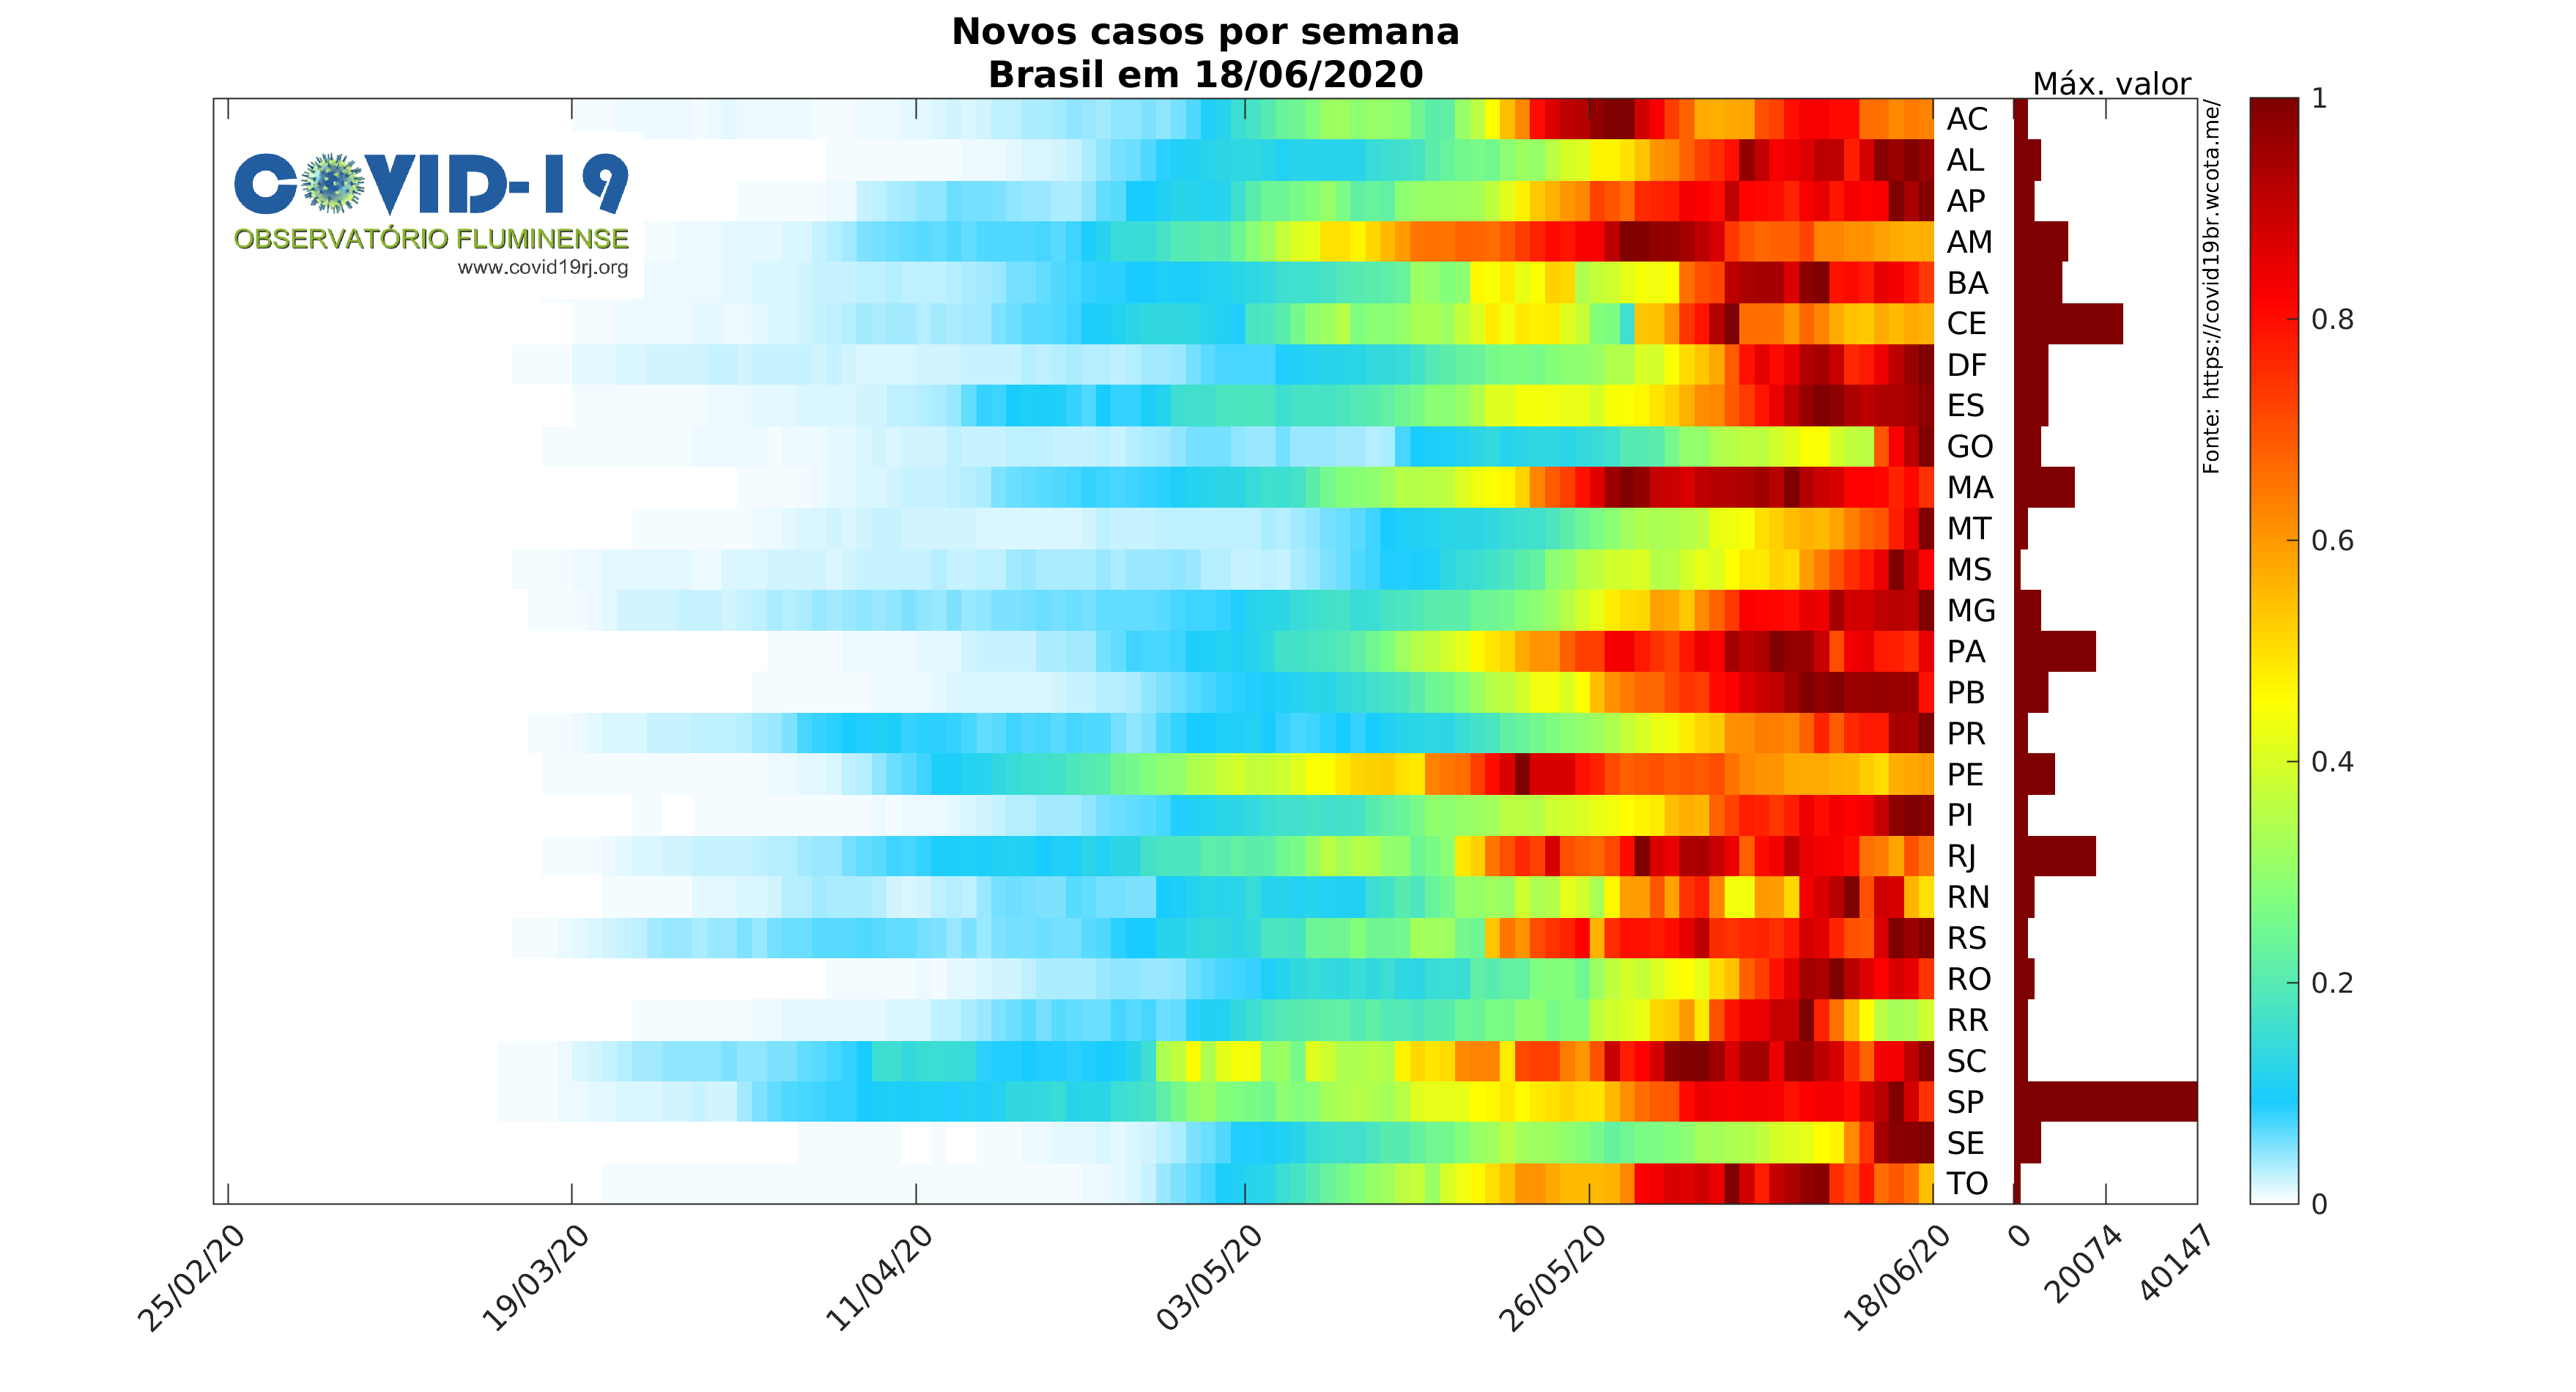 Novos casos por semana
Brasil em 18/06/2020
Máx. valor
COVID-19
OBSERVATÓRIO FLUMINENSE
www.covid19rj.org
AC
AL
AP
AM
BA
CE
DF
ES
GO
MA
MT
MS
MG
PA
PB
PR
PE
PI
RJ
RN
RS
RO
RR
SC
SP
SE
TO
Fonte: https://covid19br.wcota.me/
1
0.8
0.6
0.4
0.2
0
25/02/20
19/03/20
11/04/20
03/05/20
26/05/20
18/06/20
0
20074
40147